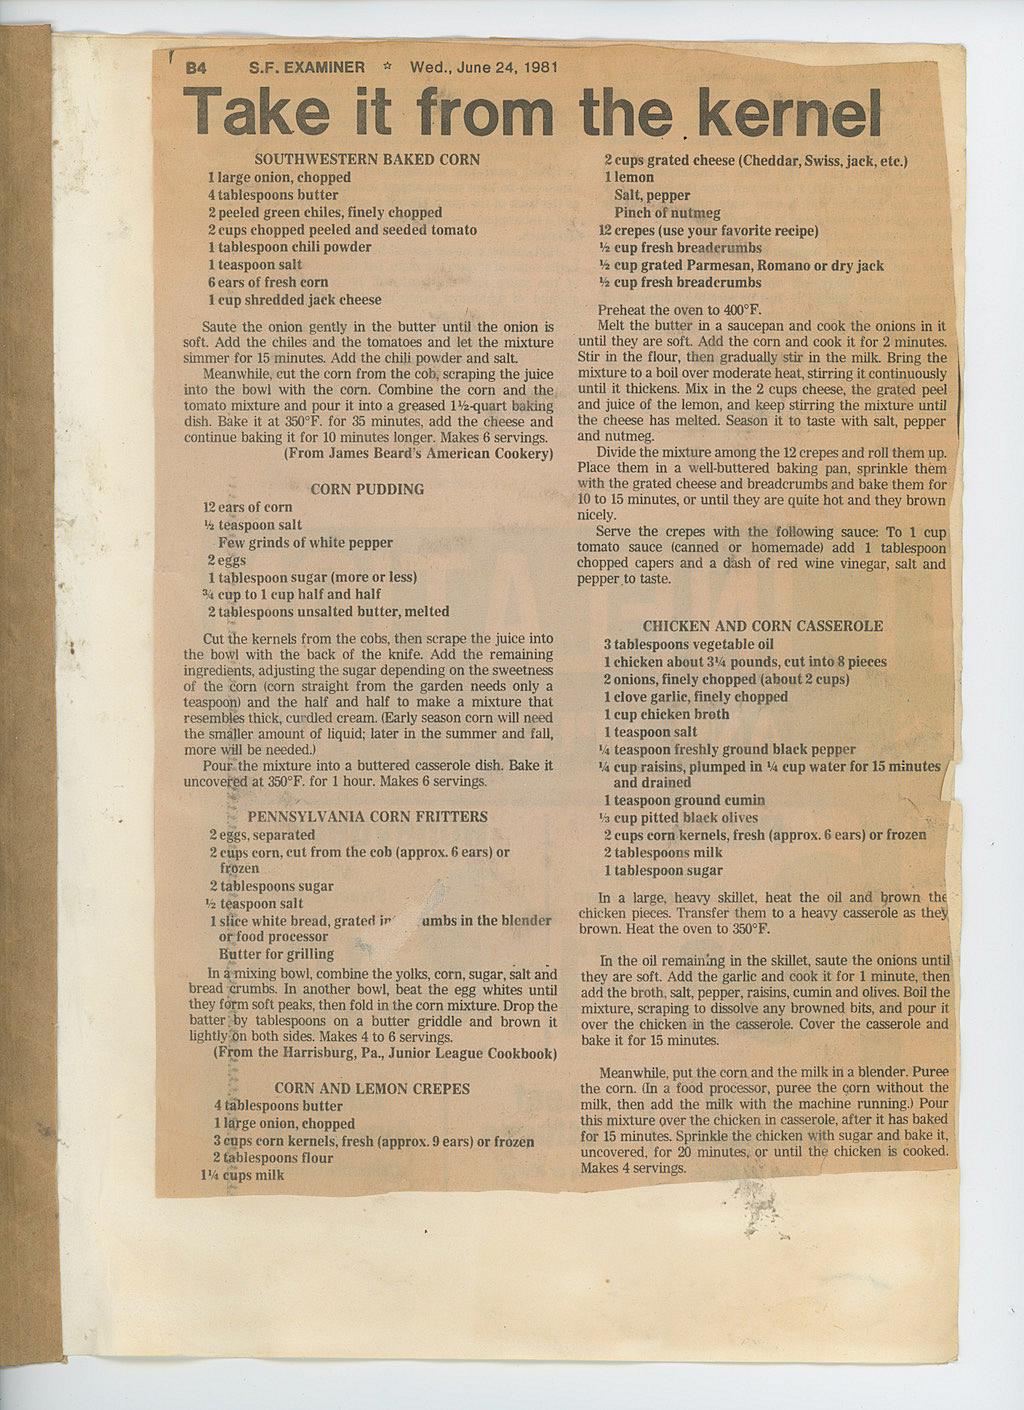 B4 S.F. EXAMINER ☆ Wed., June 24, 1981
Take it from the kernel
SOUTHWESTERN BAKED CORN
1 large onion, chopped
4 tablespoons butter
2 peeled green chiles, finely chopped
2 cups chopped peeled and seeded tomato
1 tablespoon chili powder
1 teaspoon salt
6 ears of fresh corn
1 cup shredded jack cheese
Saute the onion gently in the butter until the onion is
soft. Add the chiles and the tomatoes and let the mixture
simmer for 15 minutes. Add the chili powder and salt.
Meanwhile, cut the corn from the cob, scraping the juice
into the bowl with the corn. Combine the corn and the
tomato mixture and pour it into a greased 1½-quart baking
dish. Bake it at 350°F. for 35 minutes, add the cheese and
continue baking it for 10 minutes longer. Makes 6 servings.
(From James Beard's American Cookery)
CORN PUDDING
12 ears of corn
½ teaspoon salt
Few grinds of white pepper
2 eggs
1 tablespoon sugar (more or less)
¾ cup to 1 cup half and half
2 tablespoons unsalted butter, melted
Cut the kernels from the cobs, then scrape the juice into
the bowl with the back of the knife. Add the remaining
ingredients, adjusting the sugar depending on the sweetness
of the corn (corn straight from the garden needs only a
teaspoon) and the half and half to make a mixture that
resembles thick, curdled cream. (Early season corn will need
the smaller amount of liquid; later in the summer and fall,
more will be needed.)
Pour the mixture into a buttered casserole dish. Bake it
uncovered at 350°F. for 1 hour. Makes 6 servings.
PENNSYLVANIA CORN FRITTERS
2 eggs, separated
2 cups corn, cut from the cob (approx. 6 ears) or
frozen
2 tablespoons sugar
½ teaspoon salt
1 slice white bread, grated in umbs in the blender
or food processor
Butter for grilling
In a mixing bowl, combine the yolks, corn, sugar, salt and
bread crumbs. In another bowl, beat the egg whites until
they form soft peaks, then fold in the corn mixture. Drop the
batter by tablespoons on a butter griddle and brown it
lightly on both sides. Makes 4 to 6 servings.
(From the Harrisburg, Pa., Junior League Cookbook)
CORN AND LEMON CREPES
4 tablespoons butter
1 large onion, chopped
3 cups corn kernels, fresh (approx. 9 ears) or frozen
2 tablespoons flour
1¼ cups milk
2 cups grated cheese (Cheddar, Swiss, jack, etc.)
1 lemon
Salt, pepper
Pinch of nutmeg
12 crepes (use your favorite recipe)
½ cup fresh breadcrumbs
½ cup grated Parmesan, Romano or dry jack
½ cup fresh breadcrumbs
Preheat the oven to 400°F.
Melt the butter in a saucepan and cook the onions in it
until they are soft. Add the corn and cook it for 2 minutes.
Stir in the flour, then gradually stir in the milk. Bring the
mixture to a boil over moderate heat, stirring it continuously
until it thickens. Mix in the 2 cups cheese, the grated peel
and juice of the lemon, and keep stirring the mixture until
the cheese has melted. Season it to taste with salt, pepper
and nutmeg.
Divide the mixture among the 12 crepes and roll them up.
Place them in a well-buttered baking pan, sprinkle them
with the grated cheese and breadcrumbs and bake them for
10 to 15 minutes, or until they are quite hot and they brown
nicely.
Serve the crepes with the following sauce: To 1 cup
tomato sauce (canned or homemade) add 1 tablespoon
chopped capers and a dash of red wine vinegar, salt and
pepper to taste.
CHICKEN AND CORN CASSEROLE
3 tablespoons vegetable oil
1 chicken about 3¼ pounds, cut into 8 pieces
2 onions, finely chopped (about 2 cups)
1 clove garlic, finely chopped
1 cup chicken broth
1 teaspoon salt
¼ teaspoon freshly ground black pepper
¼ cup raisins, plumped in ¼ cup water for 15 minutes
and drained
1 teaspoon ground cumin
⅓ cup pitted black olives
2 cups corn kernels, fresh (approx. 6 ears) or frozen
2 tablespoons milk
1 tablespoon sugar
In a large, heavy skillet, heat the oil and brown the
chicken pieces. Transfer them to a heavy casserole as they
brown. Heat the oven to 350°F.
In the oil remaining in the skillet, saute the onions until
they are soft. Add the garlic and cook it for 1 minute, then
add the broth, salt, pepper, raisins, cumin and olives. Boil the
mixture, scraping to dissolve any browned bits, and pour it
over the chicken in the casserole. Cover the casserole and
bake it for 15 minutes.
Meanwhile, put the corn and the milk in a blender. Puree
the corn. (In a food processor, puree the corn without the
milk, then add the milk with the machine running.) Pour
this mixture over the chicken in casserole, after it has baked
for 15 minutes. Sprinkle the chicken with sugar and bake it,
uncovered, for 20 minutes, or until the chicken is cooked.
Makes 4 servings.